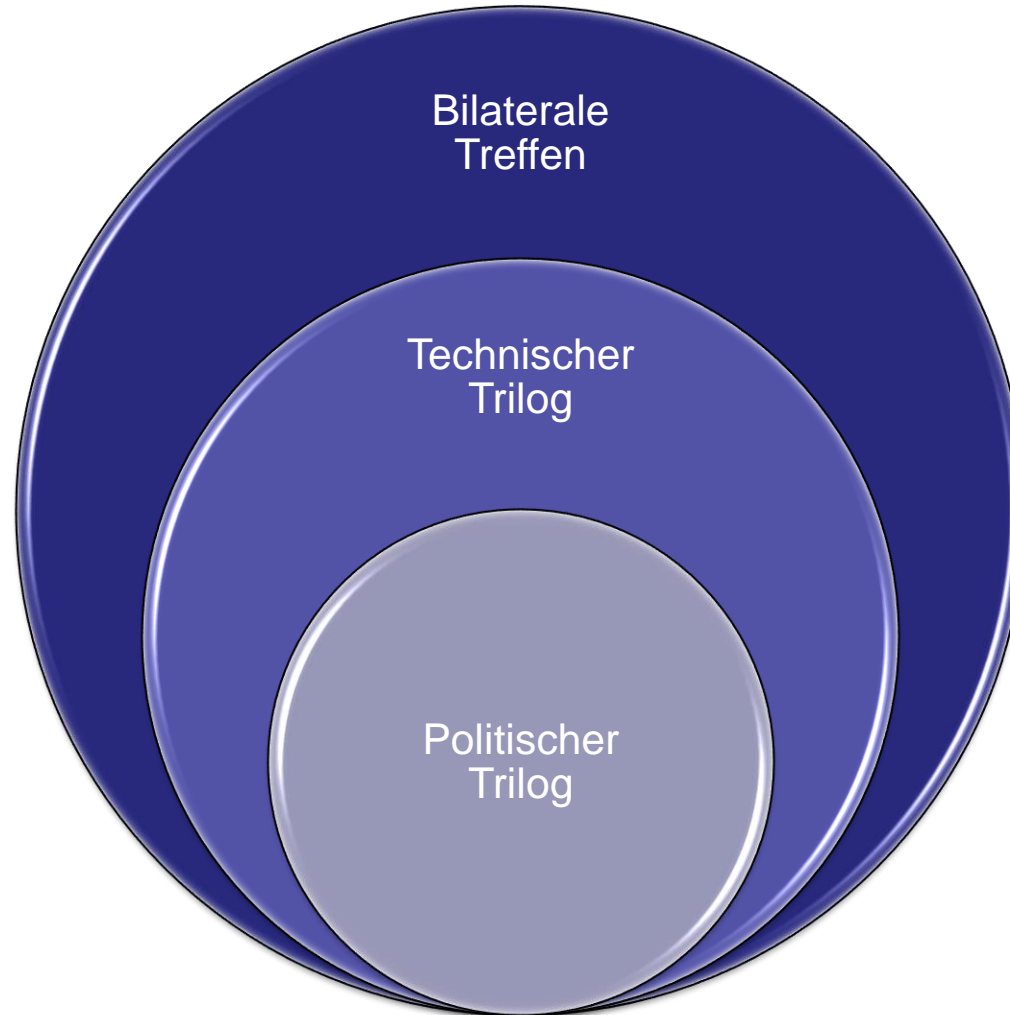 Bilaterale
Treffen
Technischer
Trilog
Politischer
Trilog